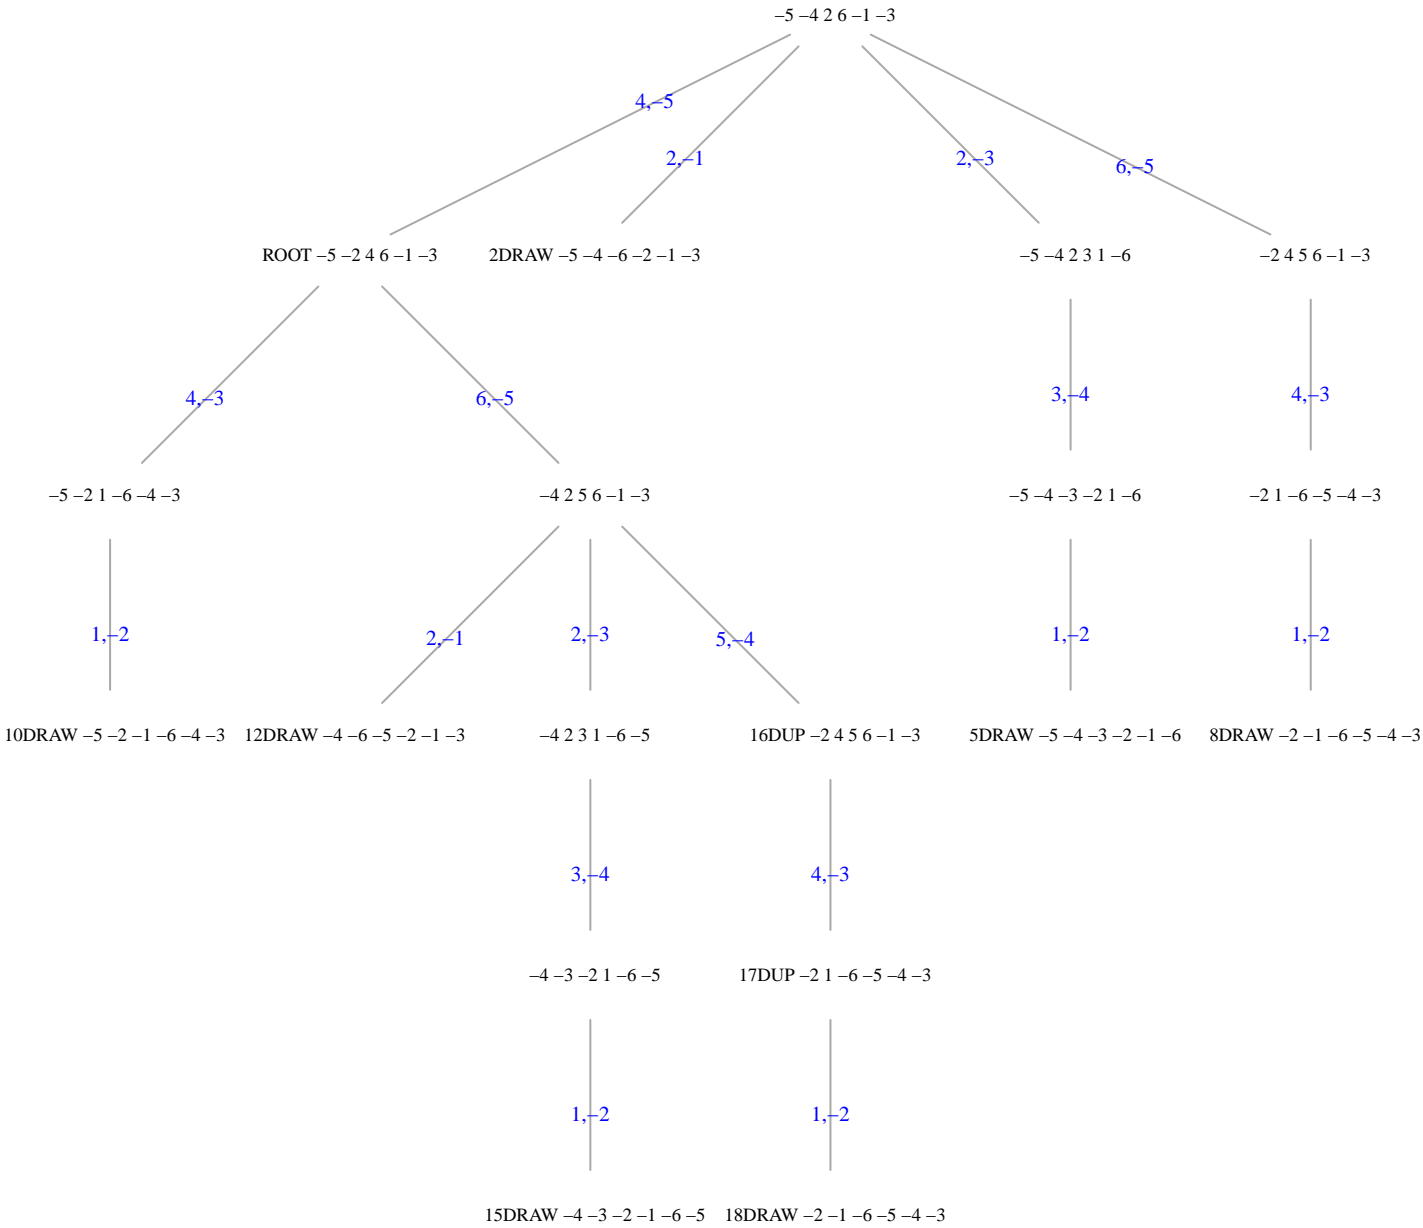 –5 –4 2 6 –1 –3
4,–5
2,–1
2,–3
6,–5
ROOT –5 –2 4 6 –1 –3
2DRAW –5 –4 –6 –2 –1 –3
–5 –4 2 3 1 –6
–2 4 5 6 –1 –3
4,–3
6,–5
3,–4
4,–3
–5 –2 1 –6 –4 –3
–4 2 5 6 –1 –3
–5 –4 –3 –2 1 –6
–2 1 –6 –5 –4 –3
1,–2
2,–1
2,–3
5,–4
1,–2
1,–2
10DRAW –5 –2 –1 –6 –4 –3
12DRAW –4 –6 –5 –2 –1 –3
–4 2 3 1 –6 –5
16DUP –2 4 5 6 –1 –3
5DRAW –5 –4 –3 –2 –1 –6
8DRAW –2 –1 –6 –5 –4 –3
3,–4
4,–3
–4 –3 –2 1 –6 –5
17DUP –2 1 –6 –5 –4 –3
1,–2
1,–2
15DRAW –4 –3 –2 –1 –6 –5
18DRAW –2 –1 –6 –5 –4 –3